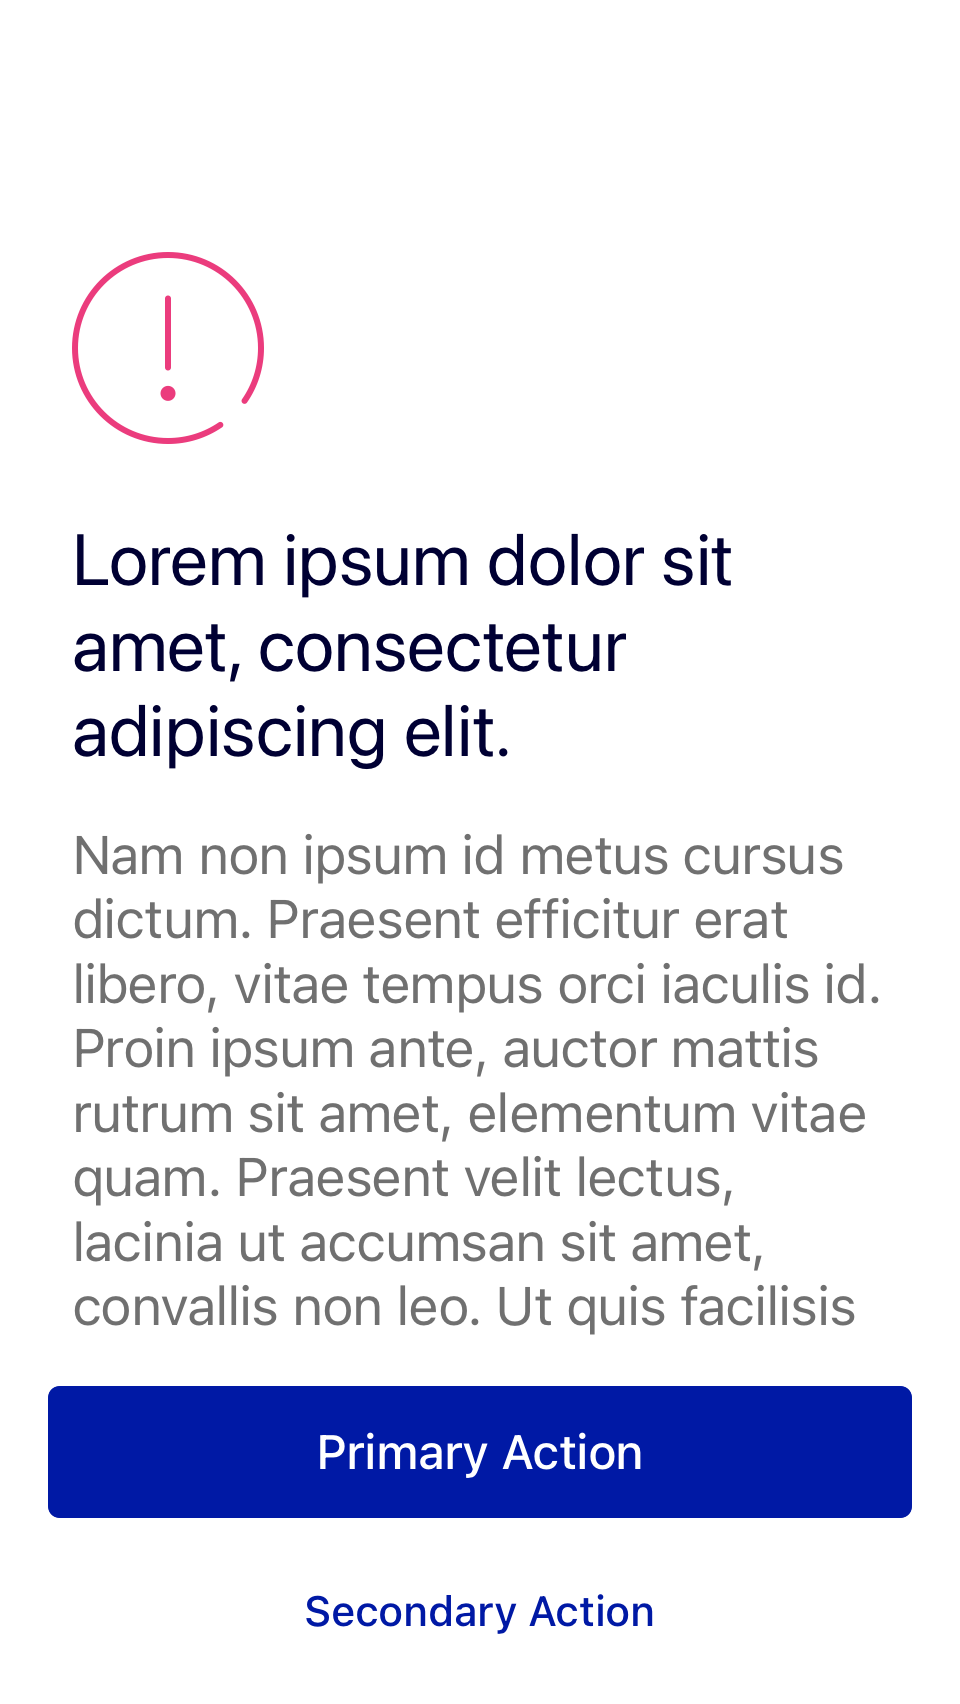 Lorem ipsum dolor sit
amet, consectetur
adipiscing elit.
Nam non ipsum id metus cursus
dictum. Praesent efficitur erat
libero, vitae tempus orci iaculis id.
Proin ipsum ante, auctor mattis
rutrum sit amet, elementum vitae
quam. Praesent velit lectus,
lacinia ut accumsan sit amet,
convallis non leo. Ut quis facilisis
Primary Action
Secondary Action